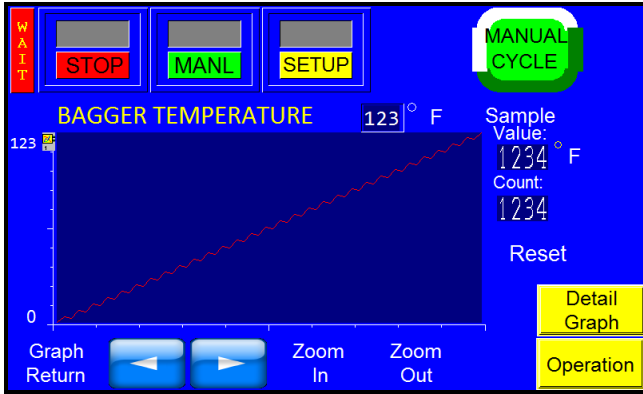 WAIT
STOP
MANL
SETUP
MANUAL
CYCLE
BAGGER TEMPERATURE
123 ° F
Sample
Value:
1234 ° F
Count:
1234
123
0
Reset
Detail
Graph
Graph
Return
Zoom
In
Zoom
Out
Operation